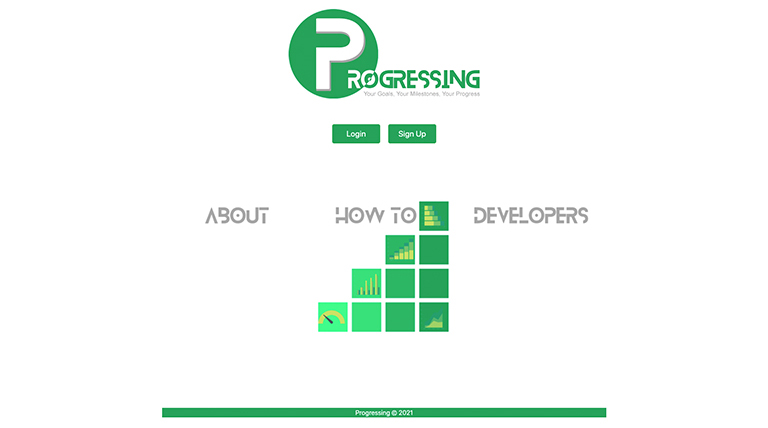 PROGRESSING
Your Goals, Your Milestones, Your Progress
Login
Sign Up
ABOUT
HOW TO
DEVELOPERS
Progressing © 2021